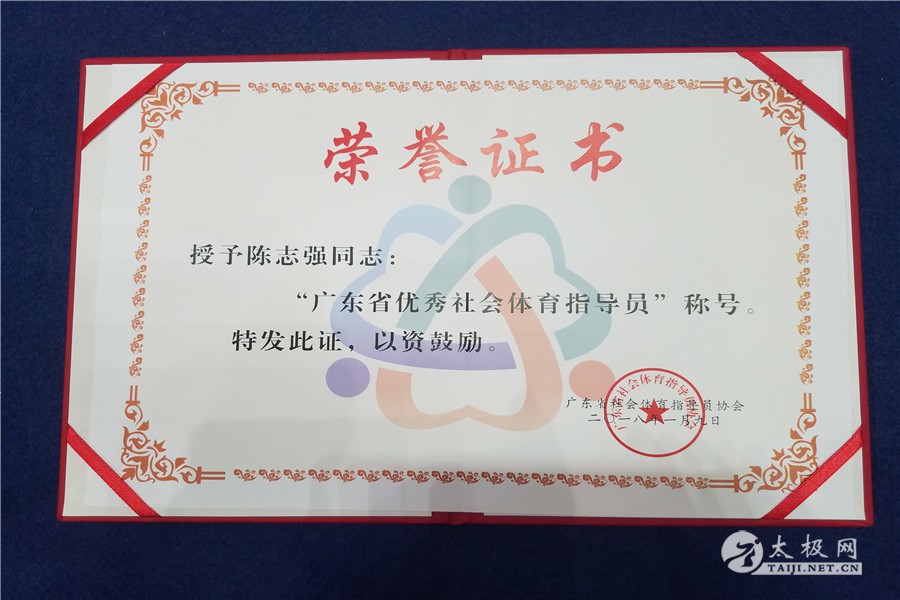 荣誉证书
授予陈志强同志：
“广东省优秀社会体育指导员”称号。
特发此证，以资鼓励。
广东省社会体育指导员协会
二〇一八年一月九日
太极网
TAIJI.NET.CN